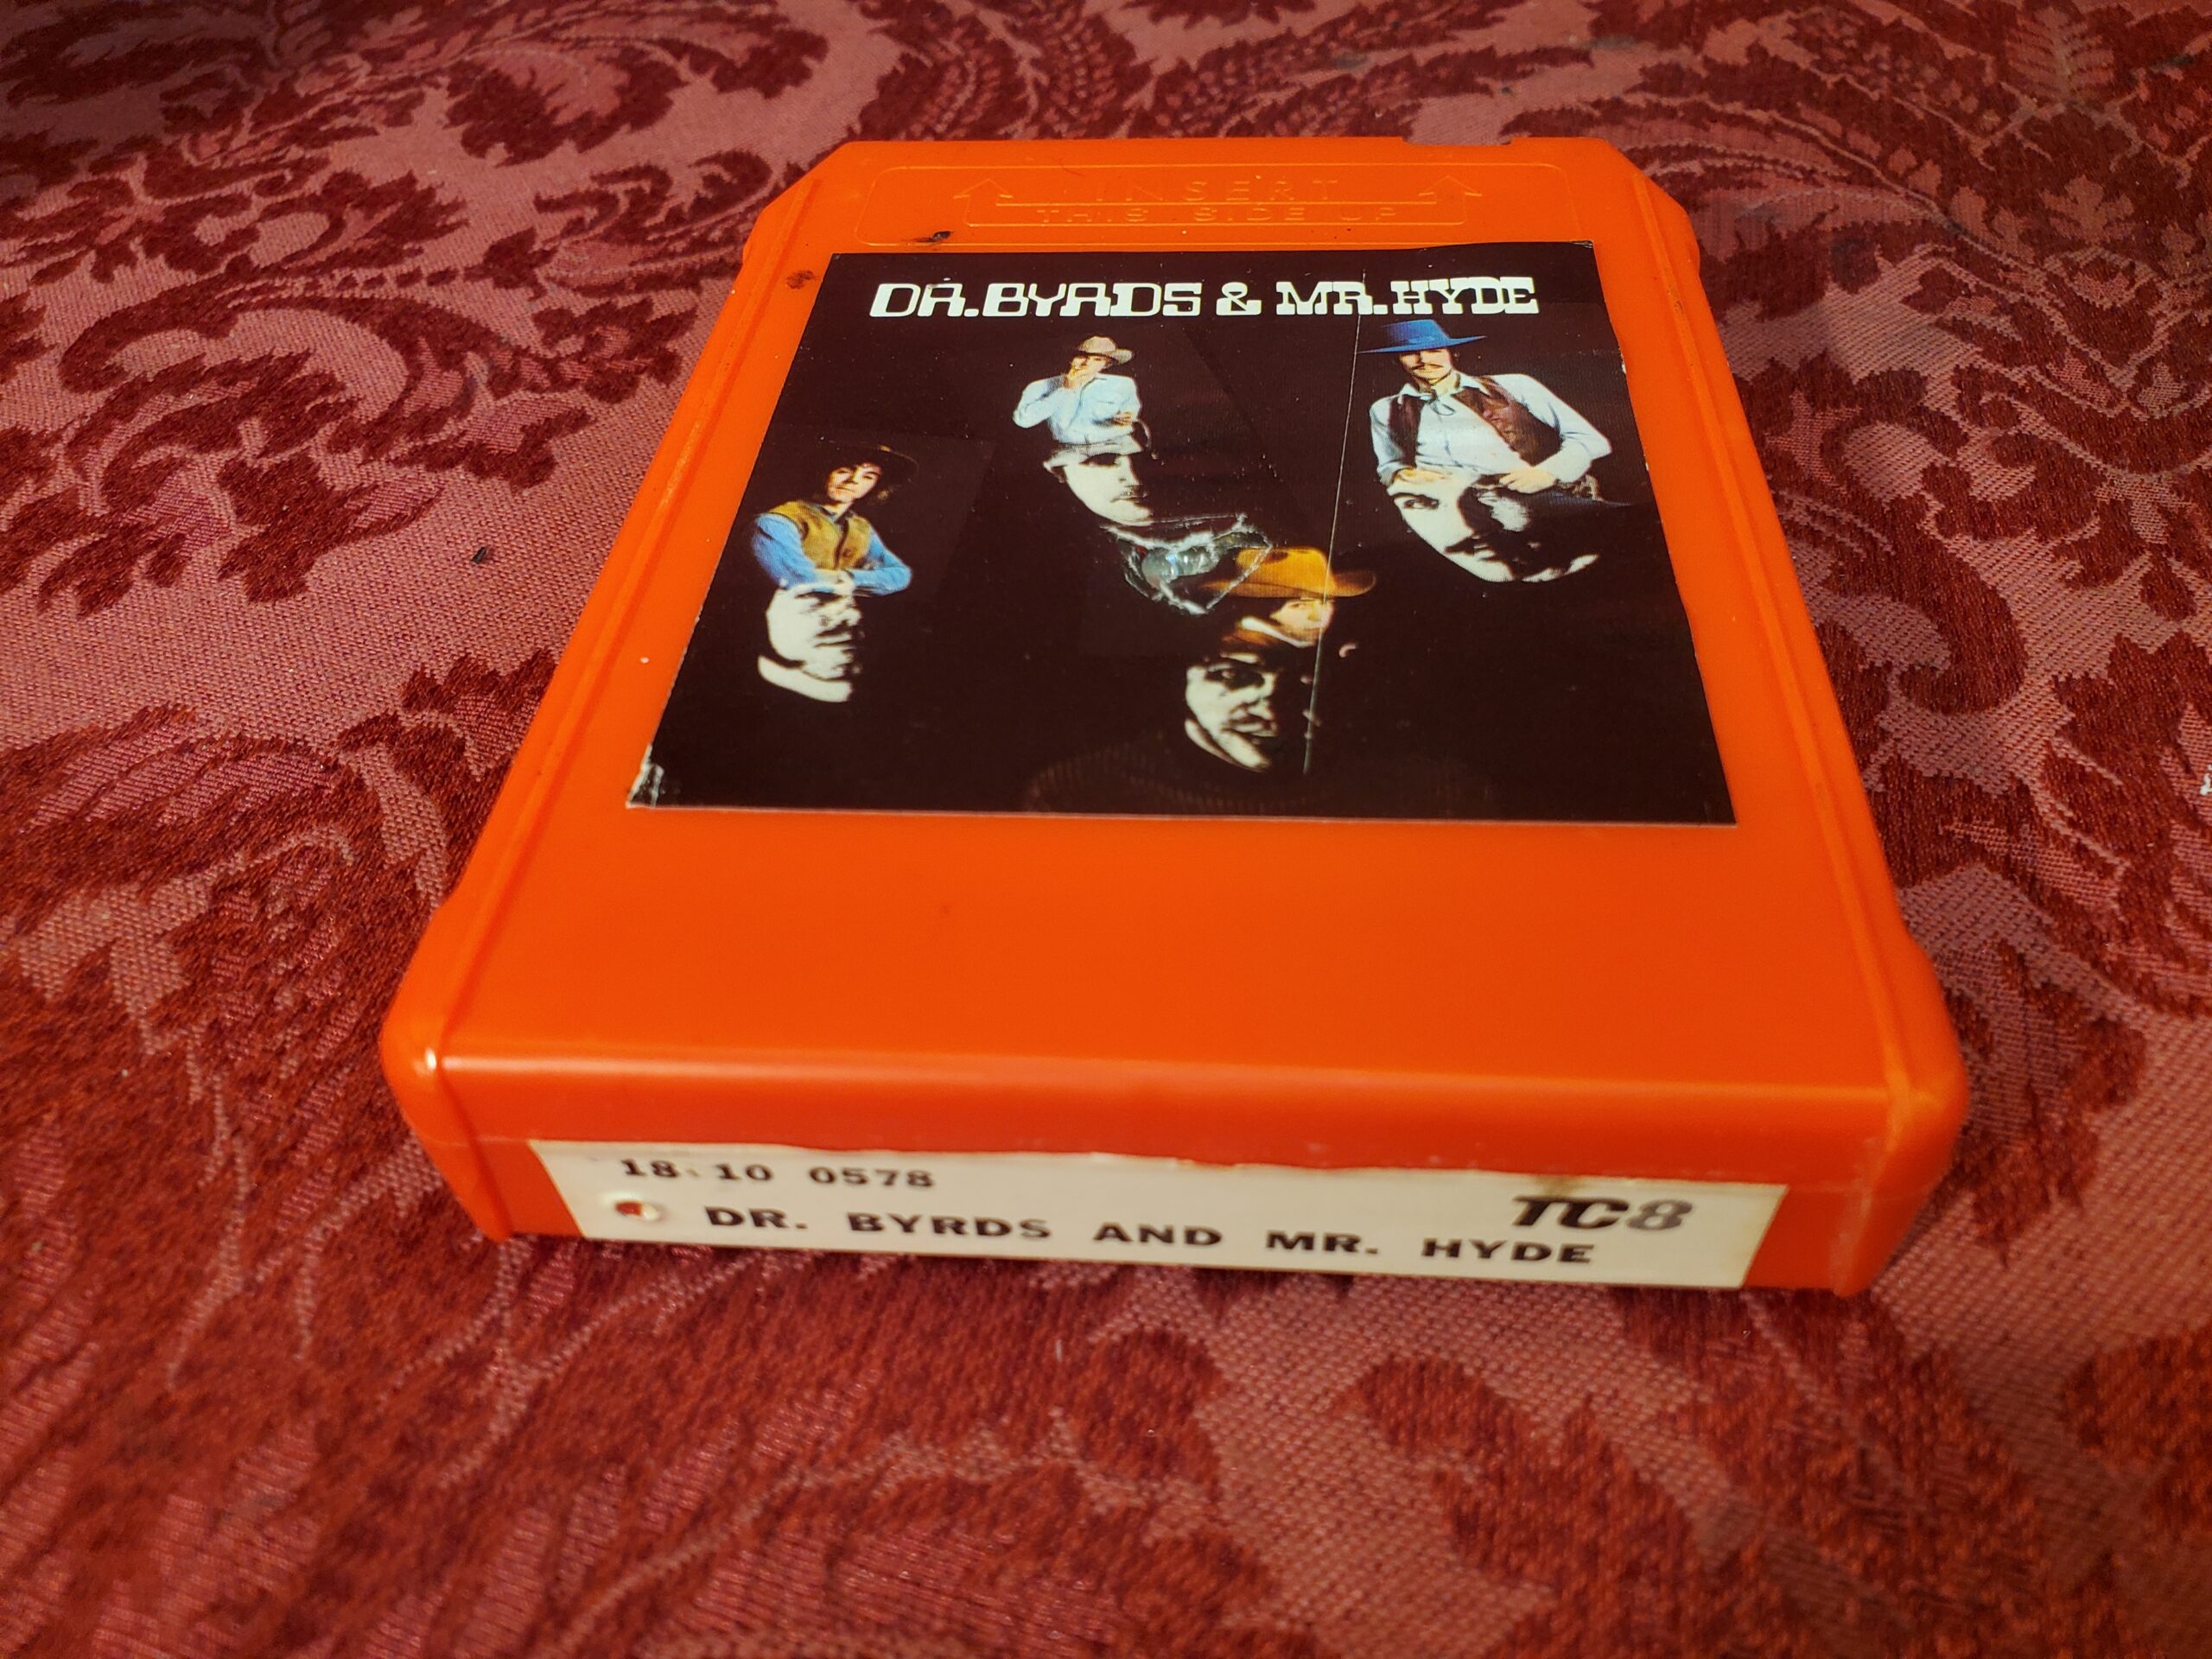 INSERT
THIS SIDE UP
DR. BYRDS & MR. HYDE
18 10 0578
TC8
DR. BYRDS AND MR. HYDE